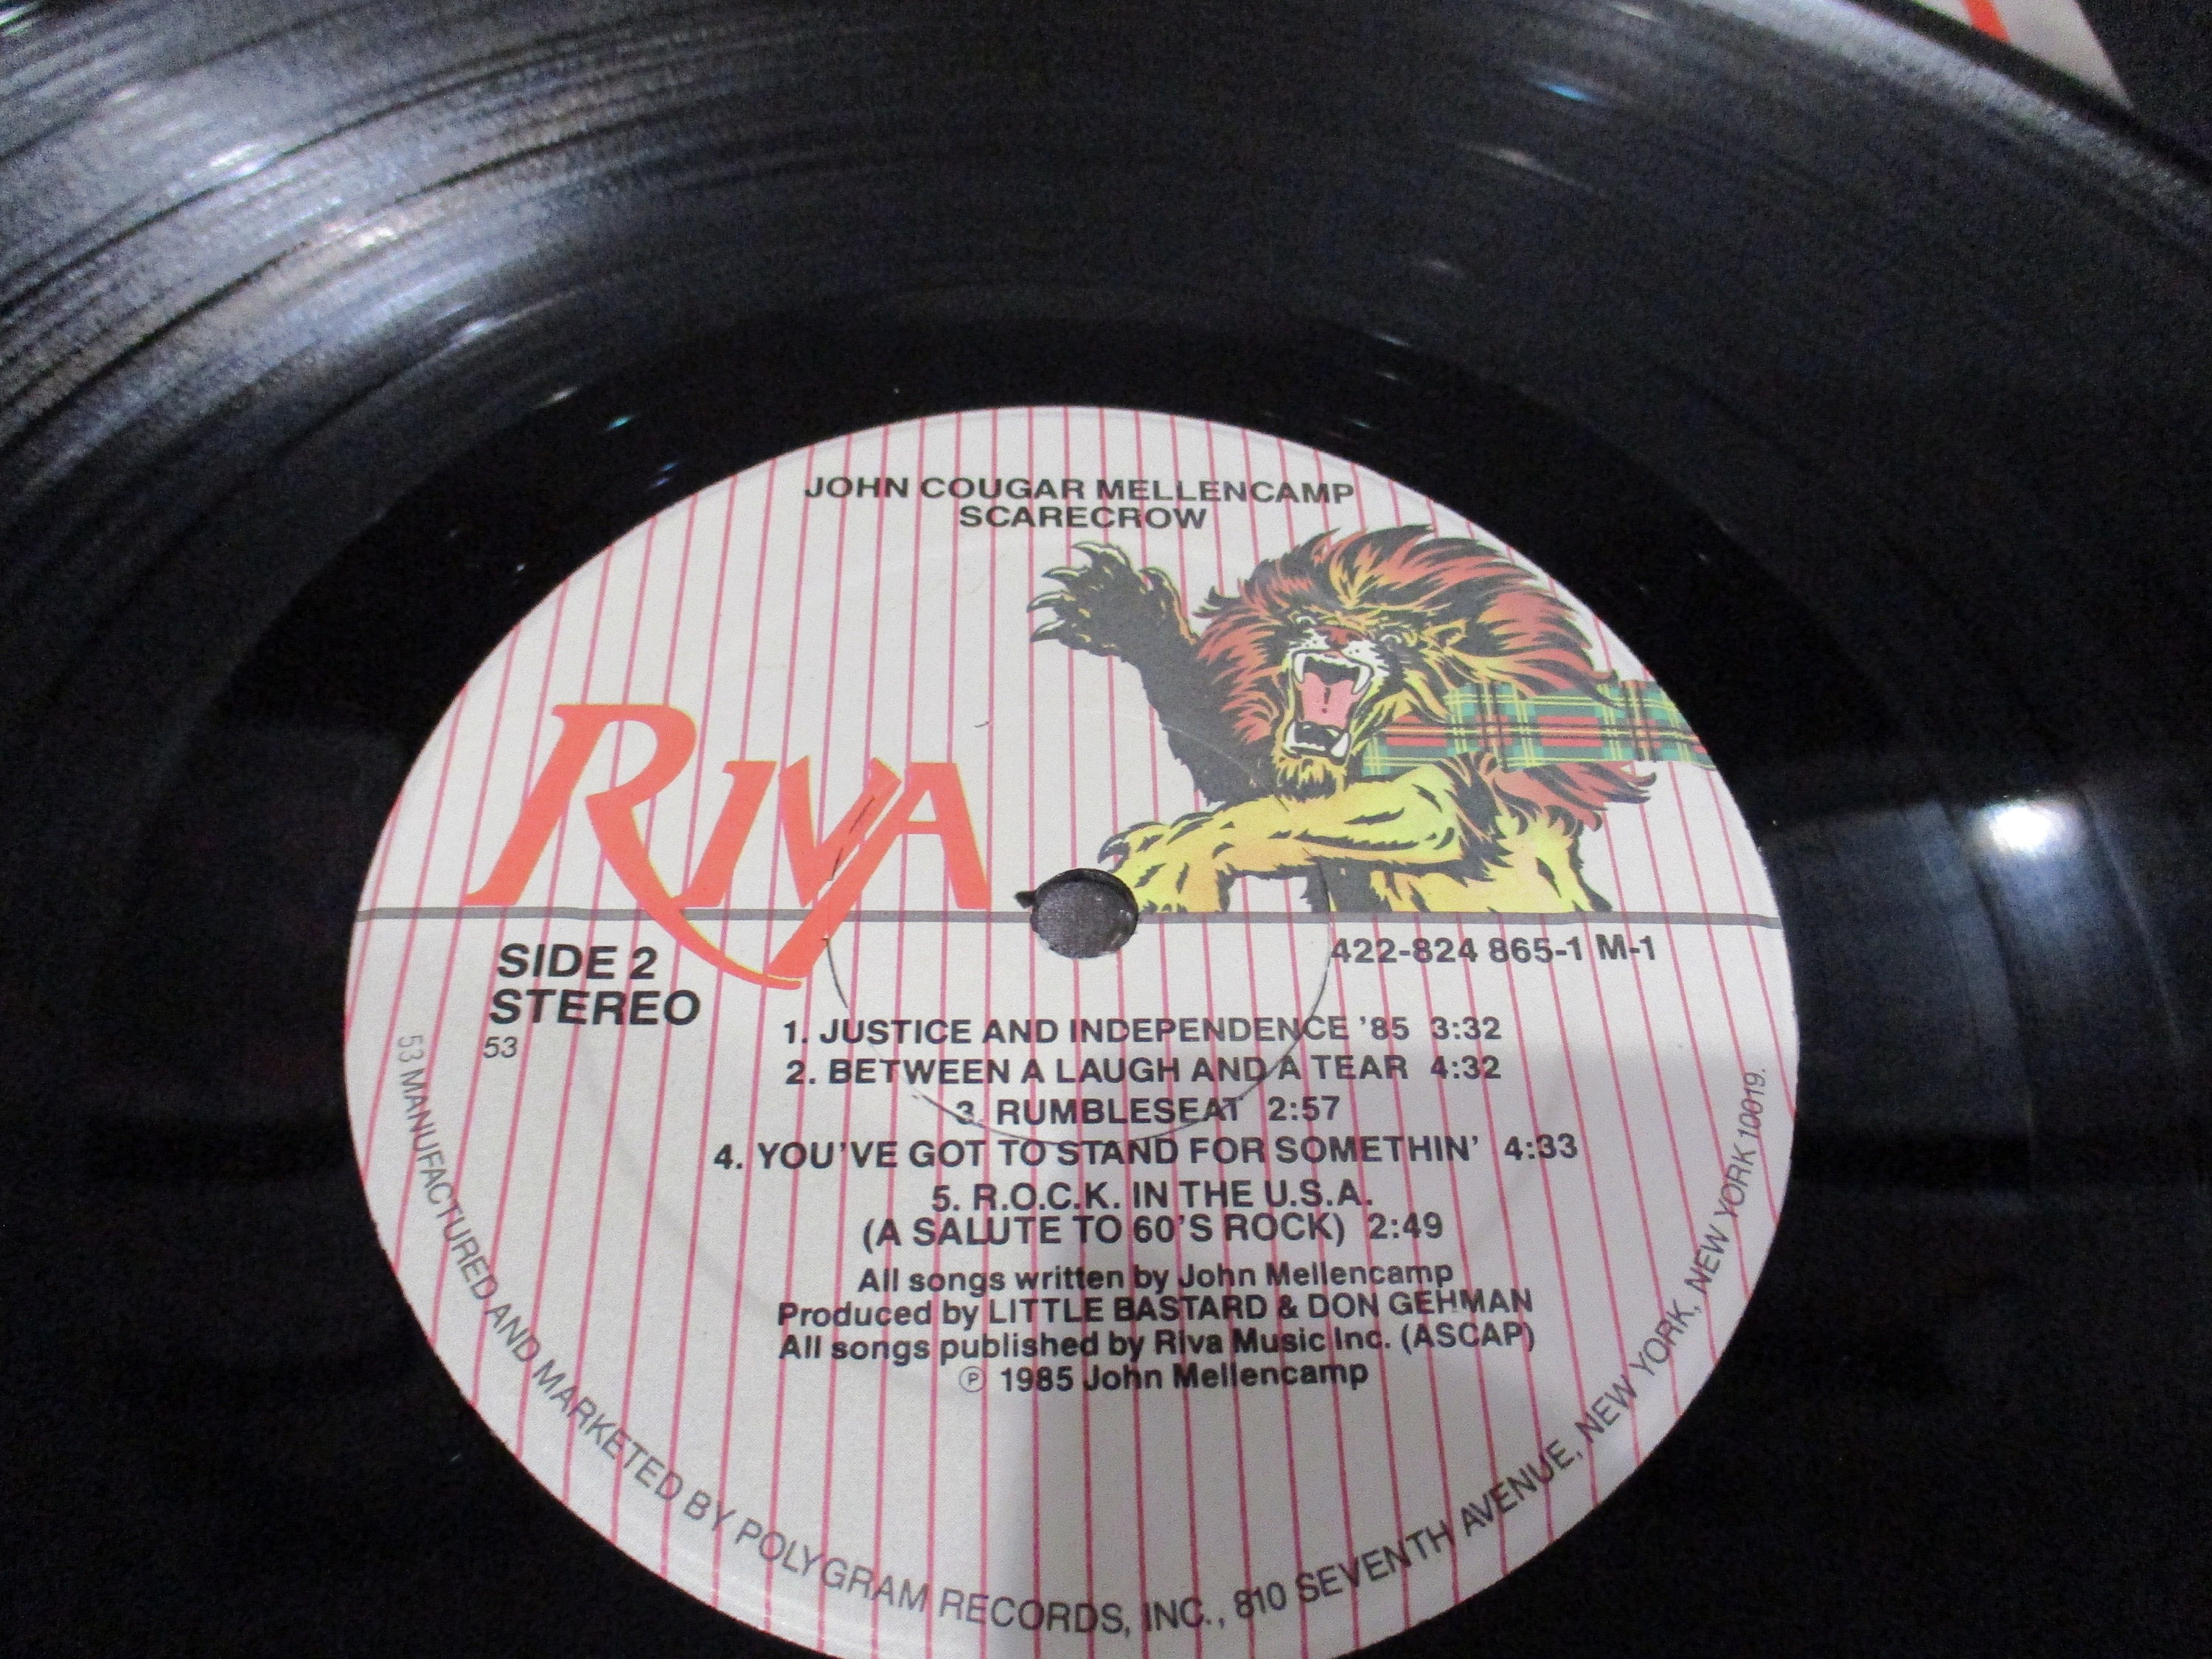 JOHN COUGAR MELLENCAMP
SCARECROW
RIVA
SIDE 2
STEREO
53
422-824 865-1 M-1
1. JUSTICE AND INDEPENDENCE '85 3:32
2. BETWEEN A LAUGH AND A TEAR 4:32
3. RUMBLESEAT 2:57
4. YOU'VE GOT TO STAND FOR SOMETHIN' 4:33
5. R.O.C.K. IN THE U.S.A.
(A SALUTE TO 60'S ROCK) 2:49
All songs written by John Mellencamp
Produced by LITTLE BASTARD & DON GEHMAN
All songs published by Riva Music Inc. (ASCAP)
℗ 1985 John Mellencamp
53 MANUFACTURED AND MARKETED BY POLYGRAM RECORDS, INC., 810 SEVENTH AVENUE, NEW YORK, NEW YORK 10019.